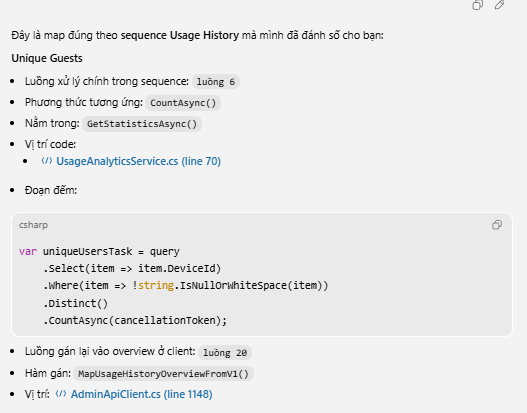 Đây là map đúng theo sequence Usage History mà mình đã đánh số cho bạn:
Unique Guests
Luồng xử lý chính trong sequence: luồng 6
Phương thức tương ứng: CountAsync()
Nằm trong: GetStatisticsAsync()
Vị trí code:
UsageAnalyticsService.cs (line 70)
Đoạn đếm:
csharp
var uniqueUsersTask = query
    .Select(item => item.DeviceId)
    .Where(item => !string.IsNullOrWhiteSpace(item))
    .Distinct()
    .CountAsync(cancellationToken);
Luồng gán lại vào overview ở client: luồng 20
Hàm gán: MapUsageHistoryOverviewFromV1()
Vị trí: AdminApiClient.cs (line 1148)